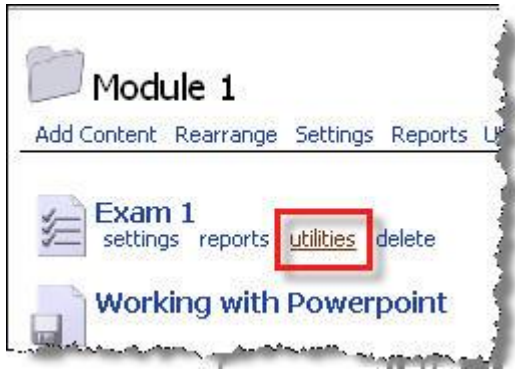 Module 1
Add Content Rearrange Settings Reports
Exam 1
settings reports utilities delete
Working with Powerpoint